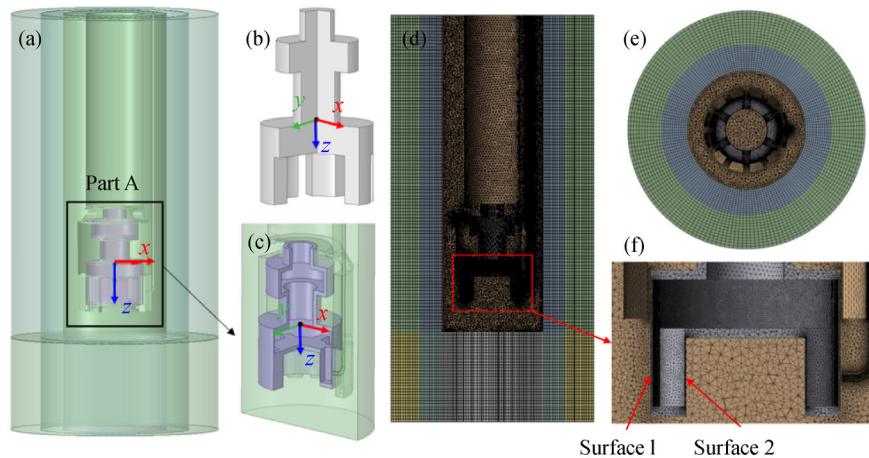 (a)
(b)
(d)
(e)
y
x
z
Part A
x
z
(c)
y
x
z
(f)
Surface 1
Surface 2